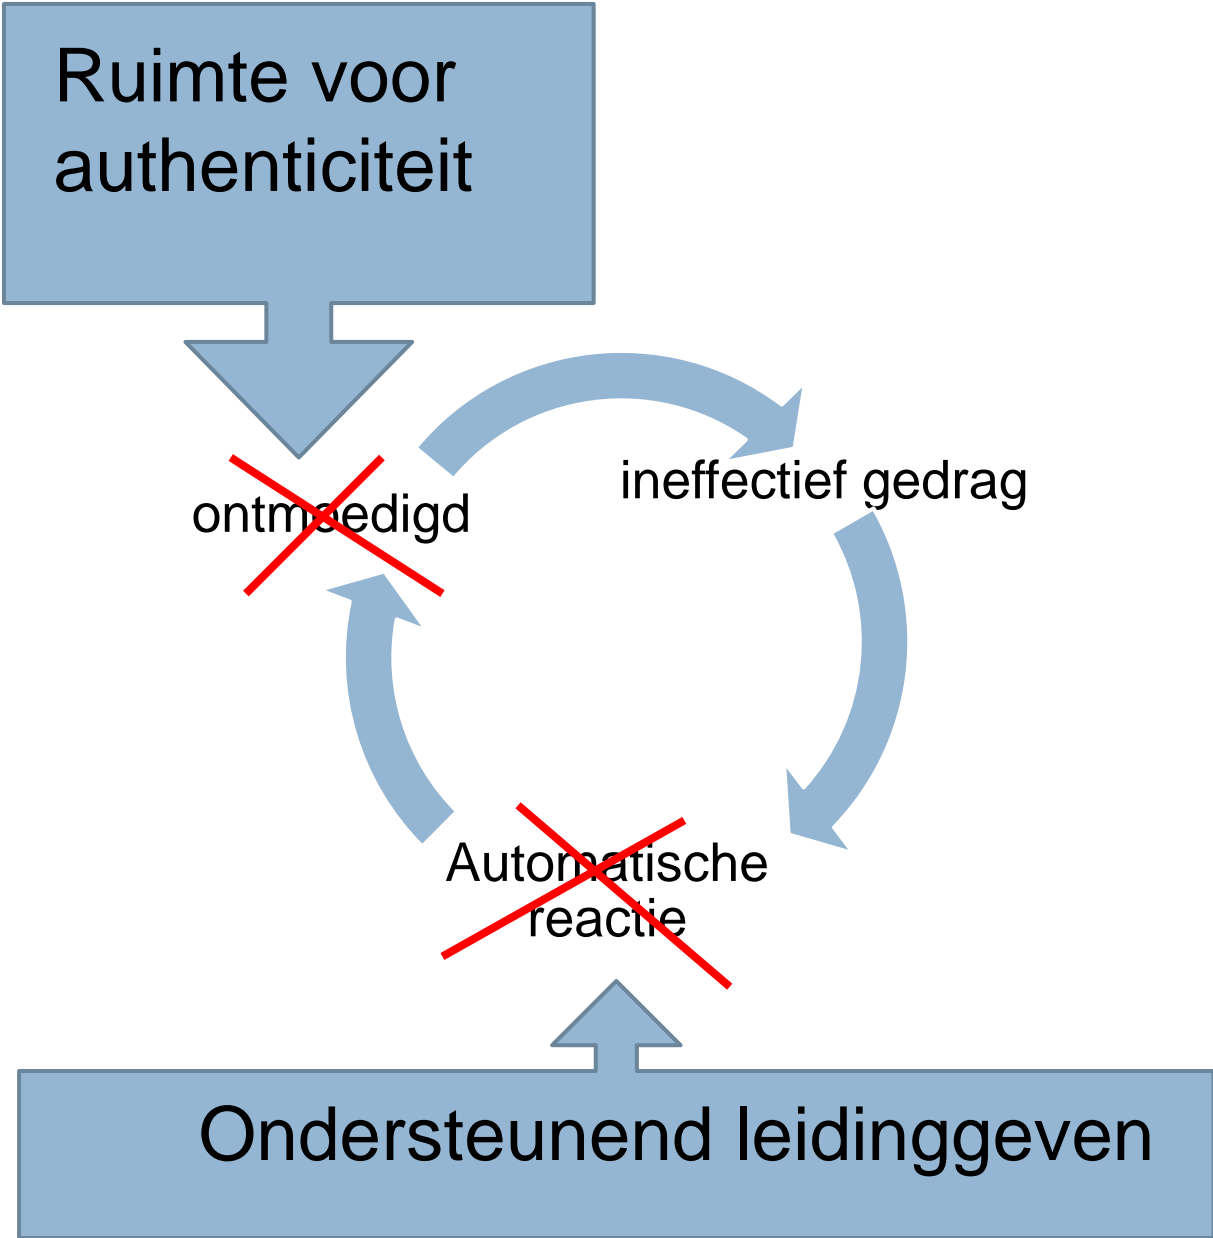 Ruimte voor
authenticiteit
ineffectief gedrag
ontmoedigd
Automatische
reactie
Ondersteunend leidinggeven